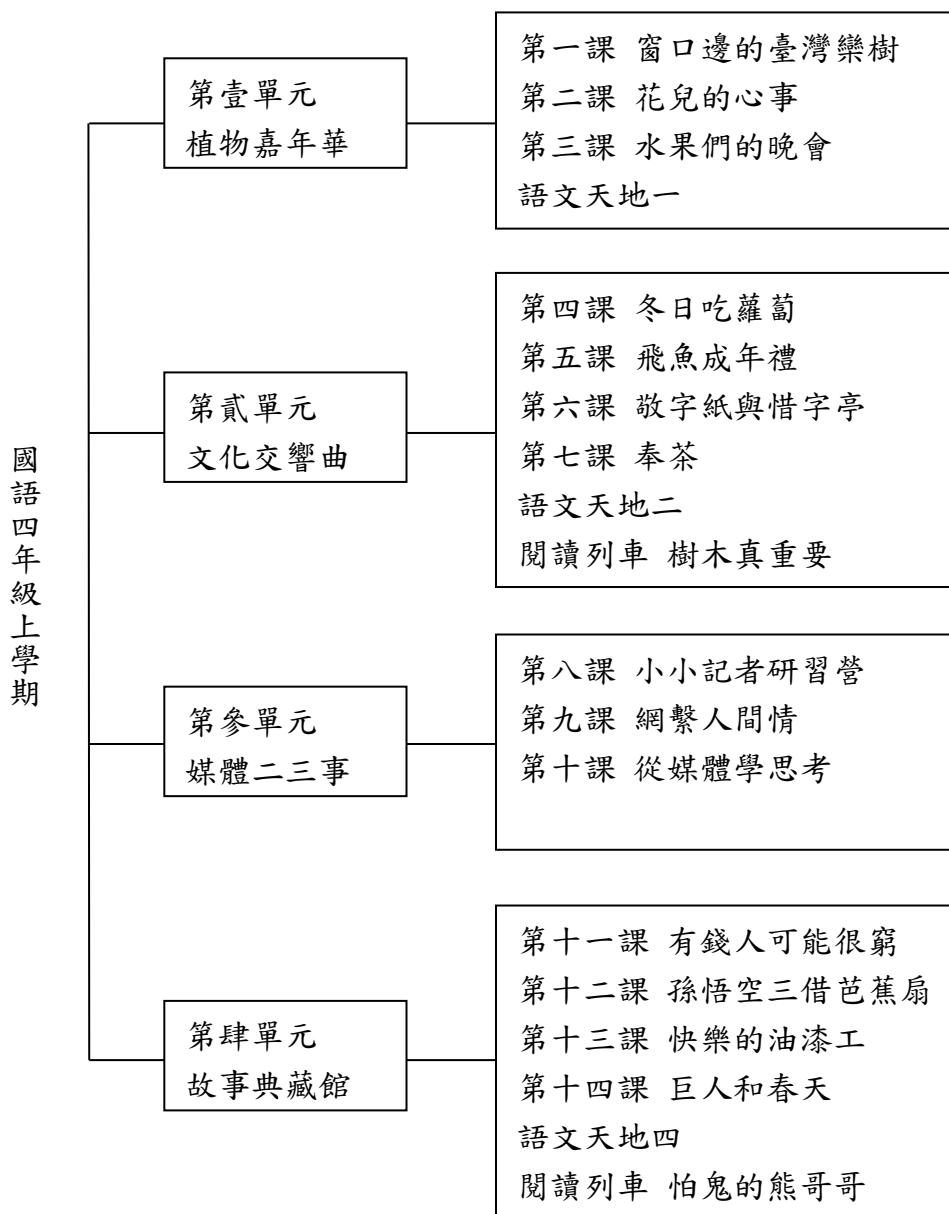 國語四年級上學期
第壹單元
植物嘉年華
第一課 窗口邊的臺灣欒樹
第二課 花兒的心事
第三課 水果們的晚會
語文天地一
第貳單元
文化交響曲
第四課 冬日吃蘿蔔
第五課 飛魚成年禮
第六課 敬字紙與惜字亭
第七課 奉茶
語文天地二
閱讀列車 樹木真重要
第參單元
媒體二三事
第八課 小小記者研習營
第九課 網繫人間情
第十課 從媒體學思考
第肆單元
故事典藏館
第十一課 有錢人可能很窮
第十二課 孫悟空三借芭蕉扇
第十三課 快樂的油漆工
第十四課 巨人和春天
語文天地四
閱讀列車 怕鬼的熊哥哥